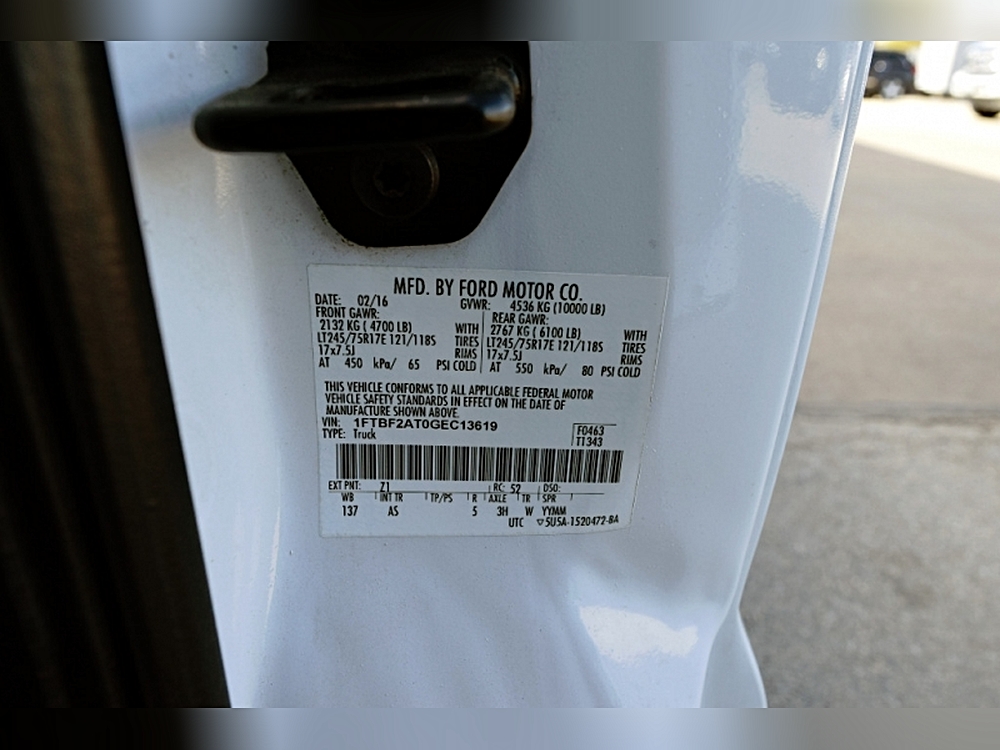 MFD. BY FORD MOTOR CO.
DATE: 02/16 GVWR: 4536 KG (10000 LB)
FRONT GAWR: REAR GAWR:
2132 KG ( 4700 LB) WITH 2767 KG ( 6100 LB) WITH
LT245/75R17E 121/118S TIRES LT245/75R17E 121/118S TIRES
17x7.5J RIMS 17x7.5J RIMS
AT 450 kPa/ 65 PSI COLD AT 550 kPa/ 80 PSI COLD
THIS VEHICLE CONFORMS TO ALL APPLICABLE FEDERAL MOTOR
VEHICLE SAFETY STANDARDS IN EFFECT ON THE DATE OF
MANUFACTURE SHOWN ABOVE.
VIN: 1FTBF2AT0GEC13619 F0463
TYPE: Truck T1343
EXT PNT: Z1 RC: 52 DSO:
WB INT TR TP/PS R AXLE TR SPR
137 AS 5 3H W YYMM
UTC ▽5U5A-1520472-BA